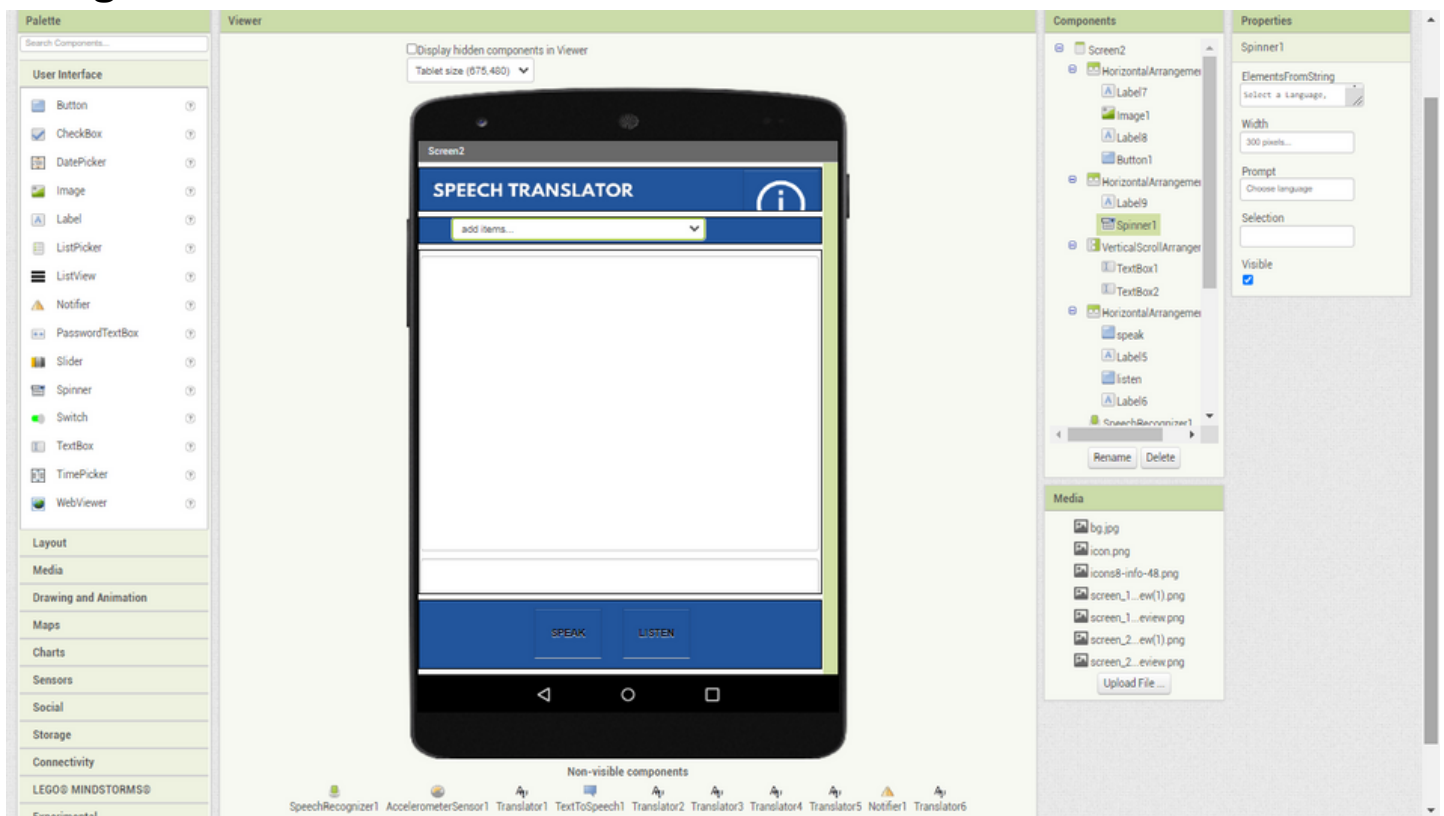 Palette
Search Components...
User Interface
Button
CheckBox
DatePicker
Image
Label
ListPicker
ListView
Notifier
PasswordTextBox
Slider
Spinner
Switch
TextBox
TimePicker
WebViewer
Layout
Media
Drawing and Animation
Maps
Charts
Sensors
Social
Storage
Connectivity
LEGO® MINDSTORMS®
Experimental
Viewer
Display hidden components in Viewer
Tablet size (675,480)
Screen2
SPEECH TRANSLATOR
add items...
SPEAK
LISTEN
Non-visible components
SpeechRecognizer1 AccelerometerSensor1 Translator1 TextToSpeech1 Translator2 Translator3 Translator4 Translator5 Notifier1 Translator6
Components
Screen2
HorizontalArrangemen
Label7
Image1
Label8
Button1
HorizontalArrangemen
Label9
Spinner1
VerticalScrollArranger
TextBox1
TextBox2
HorizontalArrangemen
speak
Label5
listen
Label6
SpeechRecognizer1
Rename Delete
Media
bg.jpg
icon.png
icons8-info-48.png
screen_1...ew(1).png
screen_1...eview.png
screen_2...ew(1).png
screen_2...eview.png
Upload File ...
Properties
Spinner1
ElementsFromString
Select a Language,
Width
300 pixels...
Prompt
Choose language
Selection
Visible